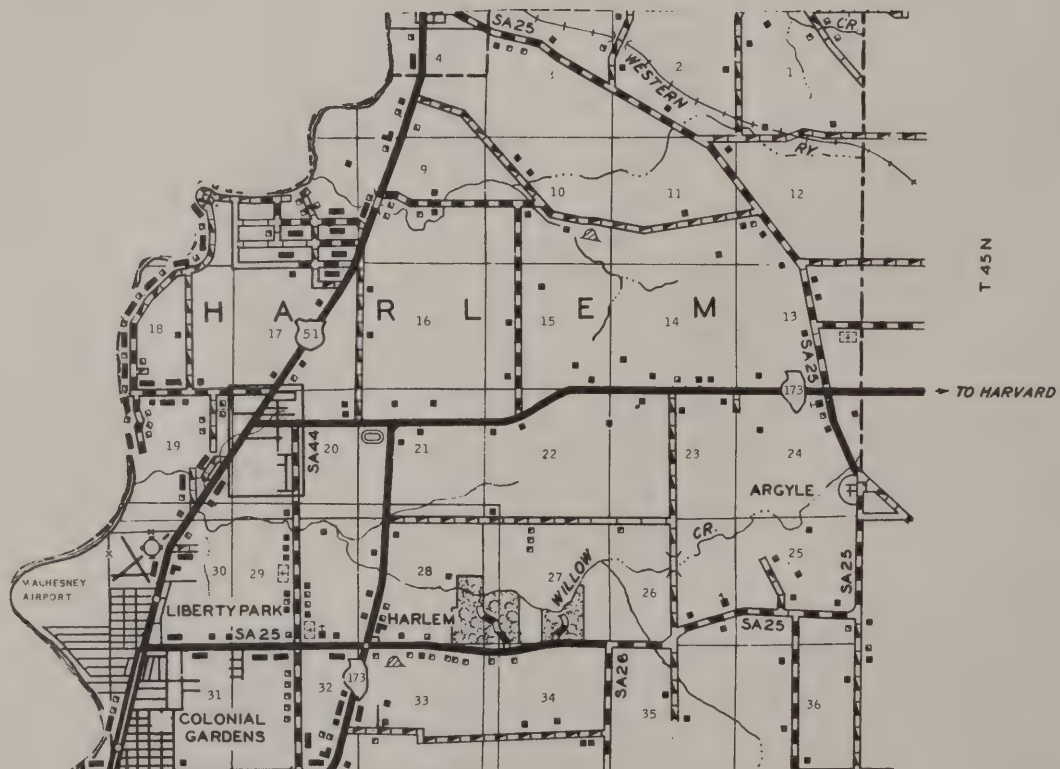 SA25
CR.
4
2
1
WESTERN
RY.
9
10
11
12
T 45 N
H A R L E M
18
17
51
16
15
14
13
SA25
173
TO HARVARD
19
SA44
20
21
22
23
24
ARGYLE
CR.
25
SA25
MACHESNEY
AIRPORT
30
29
28
27
WILLOW
26
LIBERTY PARK
HARLEM
SA25
SA25
31
32
173
33
34
SA26
35
36
COLONIAL
GARDENS